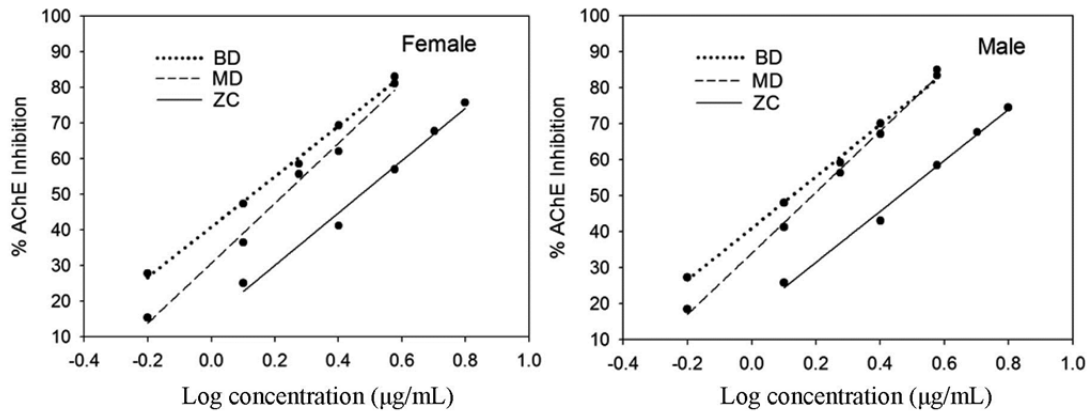 Female
BD
MD
ZC
% AChE Inhibition
100
90
80
70
60
50
40
30
20
10
-0.4 -0.2 0.0 0.2 0.4 0.6 0.8 1.0
Log concentration (µg/mL)
Male
BD
MD
ZC
% AChE Inhibition
100
90
80
70
60
50
40
30
20
10
-0.4 -0.2 0.0 0.2 0.4 0.6 0.8 1.0
Log concentration (µg/mL)